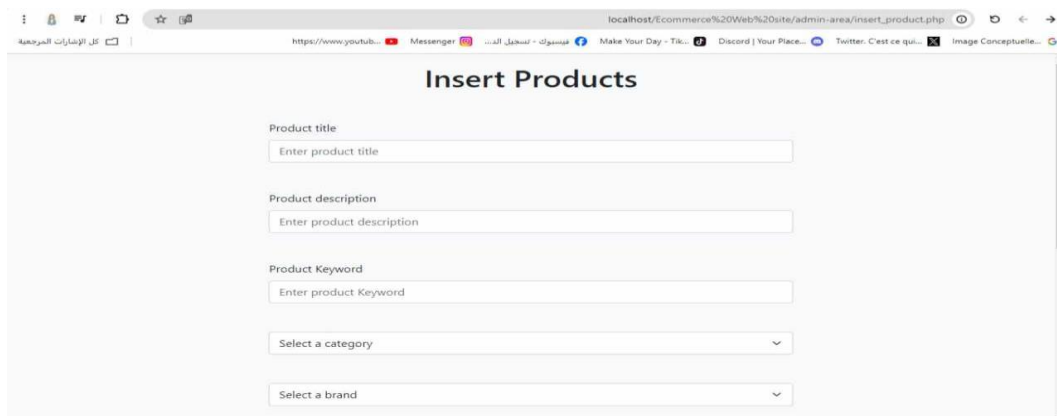 localhost/Ecommerce%20Web%20site/admin-area/insert_product.php
كل الإشارات المرجعية
https://www.youtub... Messenger فيسبوك - تسجيل الد... Make Your Day - Tik... Discord | Your Place... Twitter. C'est ce qui... Image Conceptuelle...
Insert Products
Product title
Enter product title
Product description
Enter product description
Product Keyword
Enter product Keyword
Select a category
Select a brand